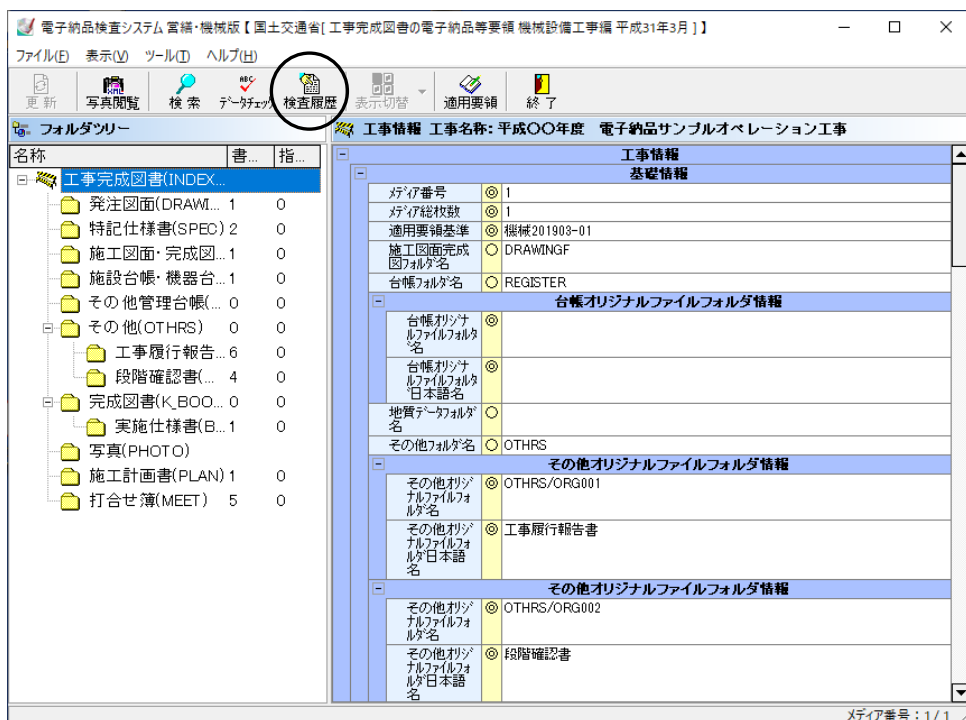 電子納品検査システム 営繕・機械版【 国土交通省[ 工事完成図書の電子納品等要領 機械設備工事編 平成31年3月 ] 】
ファイル(F) 表示(V) ツール(T) ヘルプ(H)
更 新 写真閲覧 検 索 データチェック 検査履歴 表示切替 適用要領 終 了
フォルダツリー
名称 書... 指...
工事完成図書(INDEX...
発注図面(DRAWI... 1 0
特記仕様書(SPEC) 2 0
施工図面・完成図... 1 0
施設台帳・機器台... 1 0
その他管理台帳(... 0 0
その他(OTHRS) 0 0
工事履行報告... 6 0
段階確認書(... 4 0
完成図書(K_BOO... 0 0
実施仕様書(B... 1 0
写真(PHOTO)
施工計画書(PLAN) 1 0
打合せ簿(MEET) 5 0
工事情報 工事名称: 平成〇〇年度 電子納品サンプルオペレーション工事
工事情報
基礎情報
メディア番号 ◎ 1
メディア総枚数 ◎ 1
適用要領基準 ◎ 機械201903-01
施工図面完成
図フォルダ名 ○ DRAWINGF
台帳フォルダ名 ○ REGISTER
台帳オリジナルファイルフォルダ情報
台帳オリジナ ◎
ルファイルフォルダ
名
台帳オリジナ ◎
ルファイルフォルダ
日本語名
地質データフォルダ ○
名
その他フォルダ名 ○ OTHRS
その他オリジナルファイルフォルダ情報
その他オリジ ◎ OTHRS/ORG001
ナルファイルフォ
ルダ名
その他オリジ ◎ 工事履行報告書
ナルファイルフォ
ルダ日本語
名
その他オリジナルファイルフォルダ情報
その他オリジ ◎ OTHRS/ORG002
ナルファイルフォ
ルダ名
その他オリジ ◎ 段階確認書
ナルファイルフォ
ルダ日本語
名
メディア番号 : 1 / 1